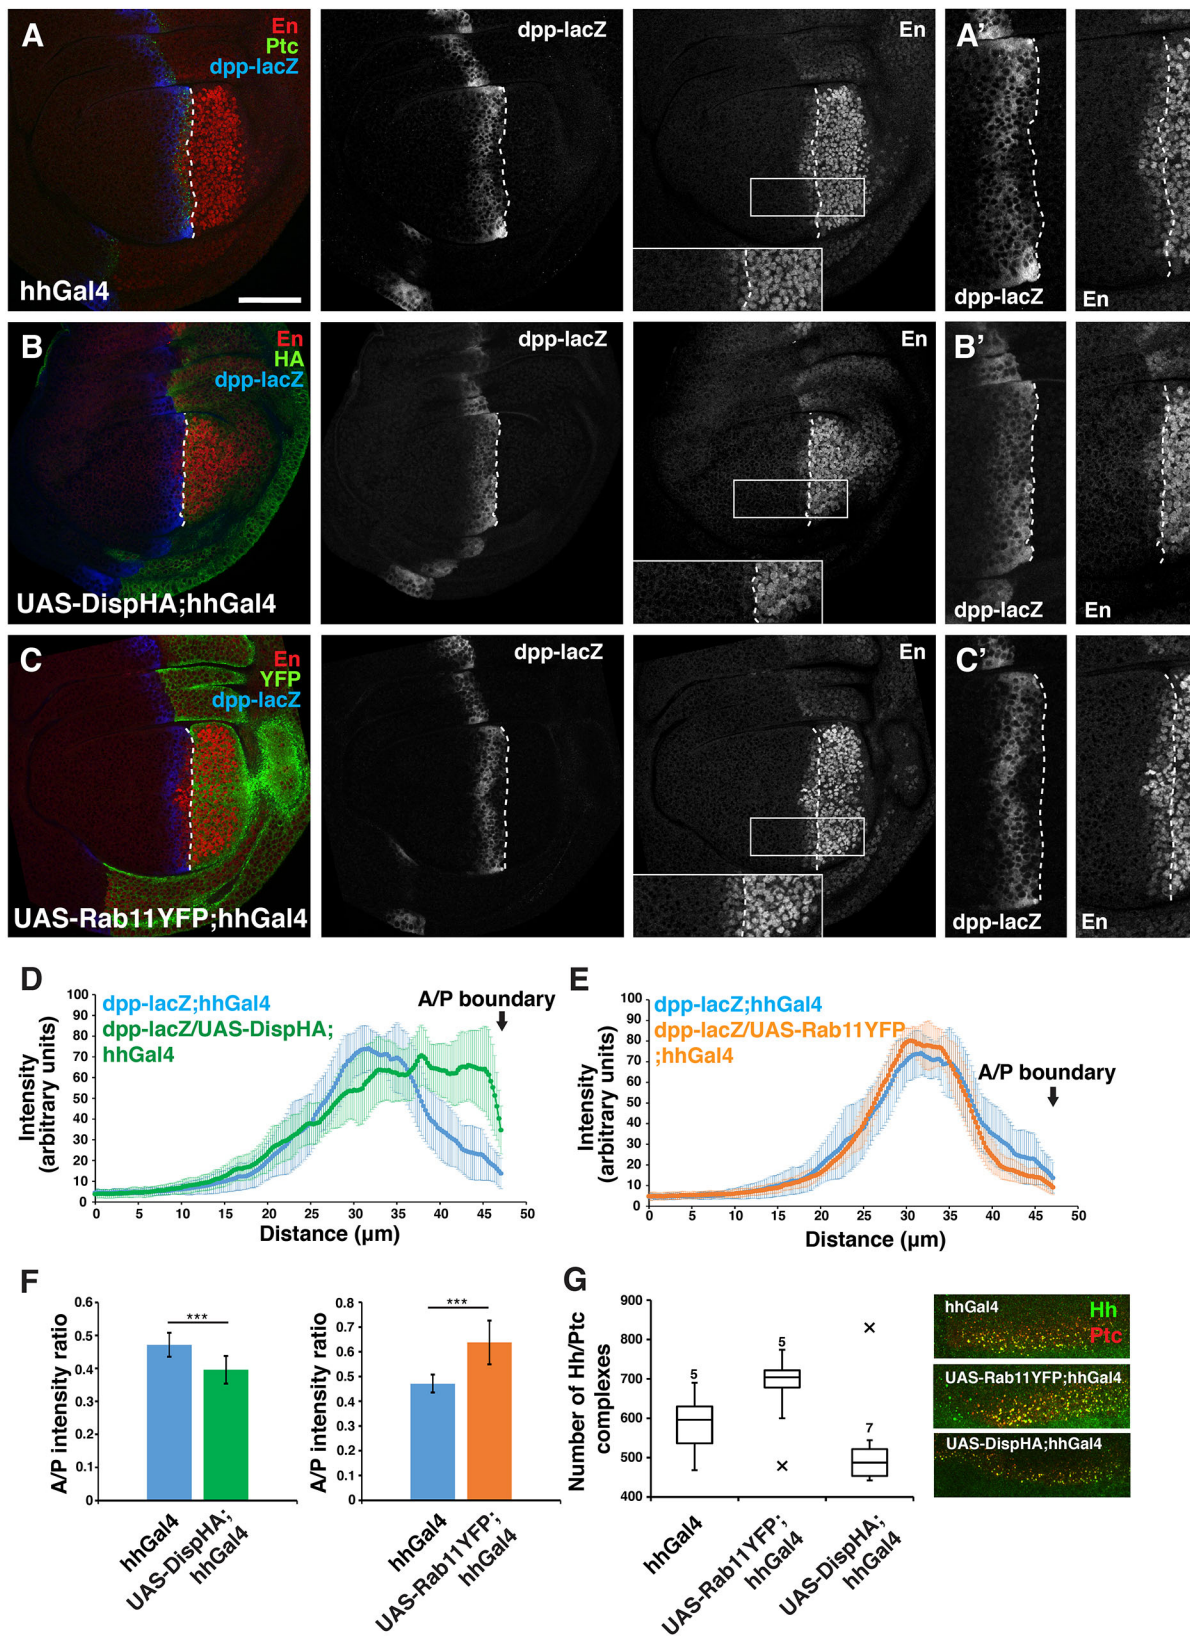 A
En
Ptc
dpp-lacZ
hhGal4
dpp-lacZ
En
A'
dpp-lacZ
En
B
En
HA
dpp-lacZ
UAS-DispHA;hhGal4
dpp-lacZ
En
B'
dpp-lacZ
En
C
En
YFP
dpp-lacZ
UAS-Rab11YFP;hhGal4
dpp-lacZ
En
C'
dpp-lacZ
En
D
Intensity
(arbitrary units)
100
90
80
70
60
50
40
30
20
10
0
dpp-lacZ;hhGal4
dpp-lacZ/UAS-DispHA;
hhGal4
A/P boundary
0 5 10 15 20 25 30 35 40 45 50
Distance (µm)
E
Intensity
(arbitrary units)
100
90
80
70
60
50
40
30
20
10
0
dpp-lacZ;hhGal4
dpp-lacZ/UAS-Rab11YFP
;hhGal4
A/P boundary
0 5 10 15 20 25 30 35 40 45 50
Distance (µm)
F
A/P intensity ratio
0.6
0.5
0.4
0.3
0.2
0.1
0
***
hhGal4
UAS-DispHA;
hhGal4
A/P intensity ratio
0.8
0.7
0.6
0.5
0.4
0.3
0.2
0.1
0
***
hhGal4
UAS-Rab11YFP;
hhGal4
G
Number of Hh/Ptc
complexes
900
800
700
600
500
400
5
5
7
hhGal4
UAS-Rab11YFP;
hhGal4
UAS-DispHA;
hhGal4
hhGal4
Hh
Ptc
UAS-Rab11YFP;hhGal4
UAS-DispHA;hhGal4